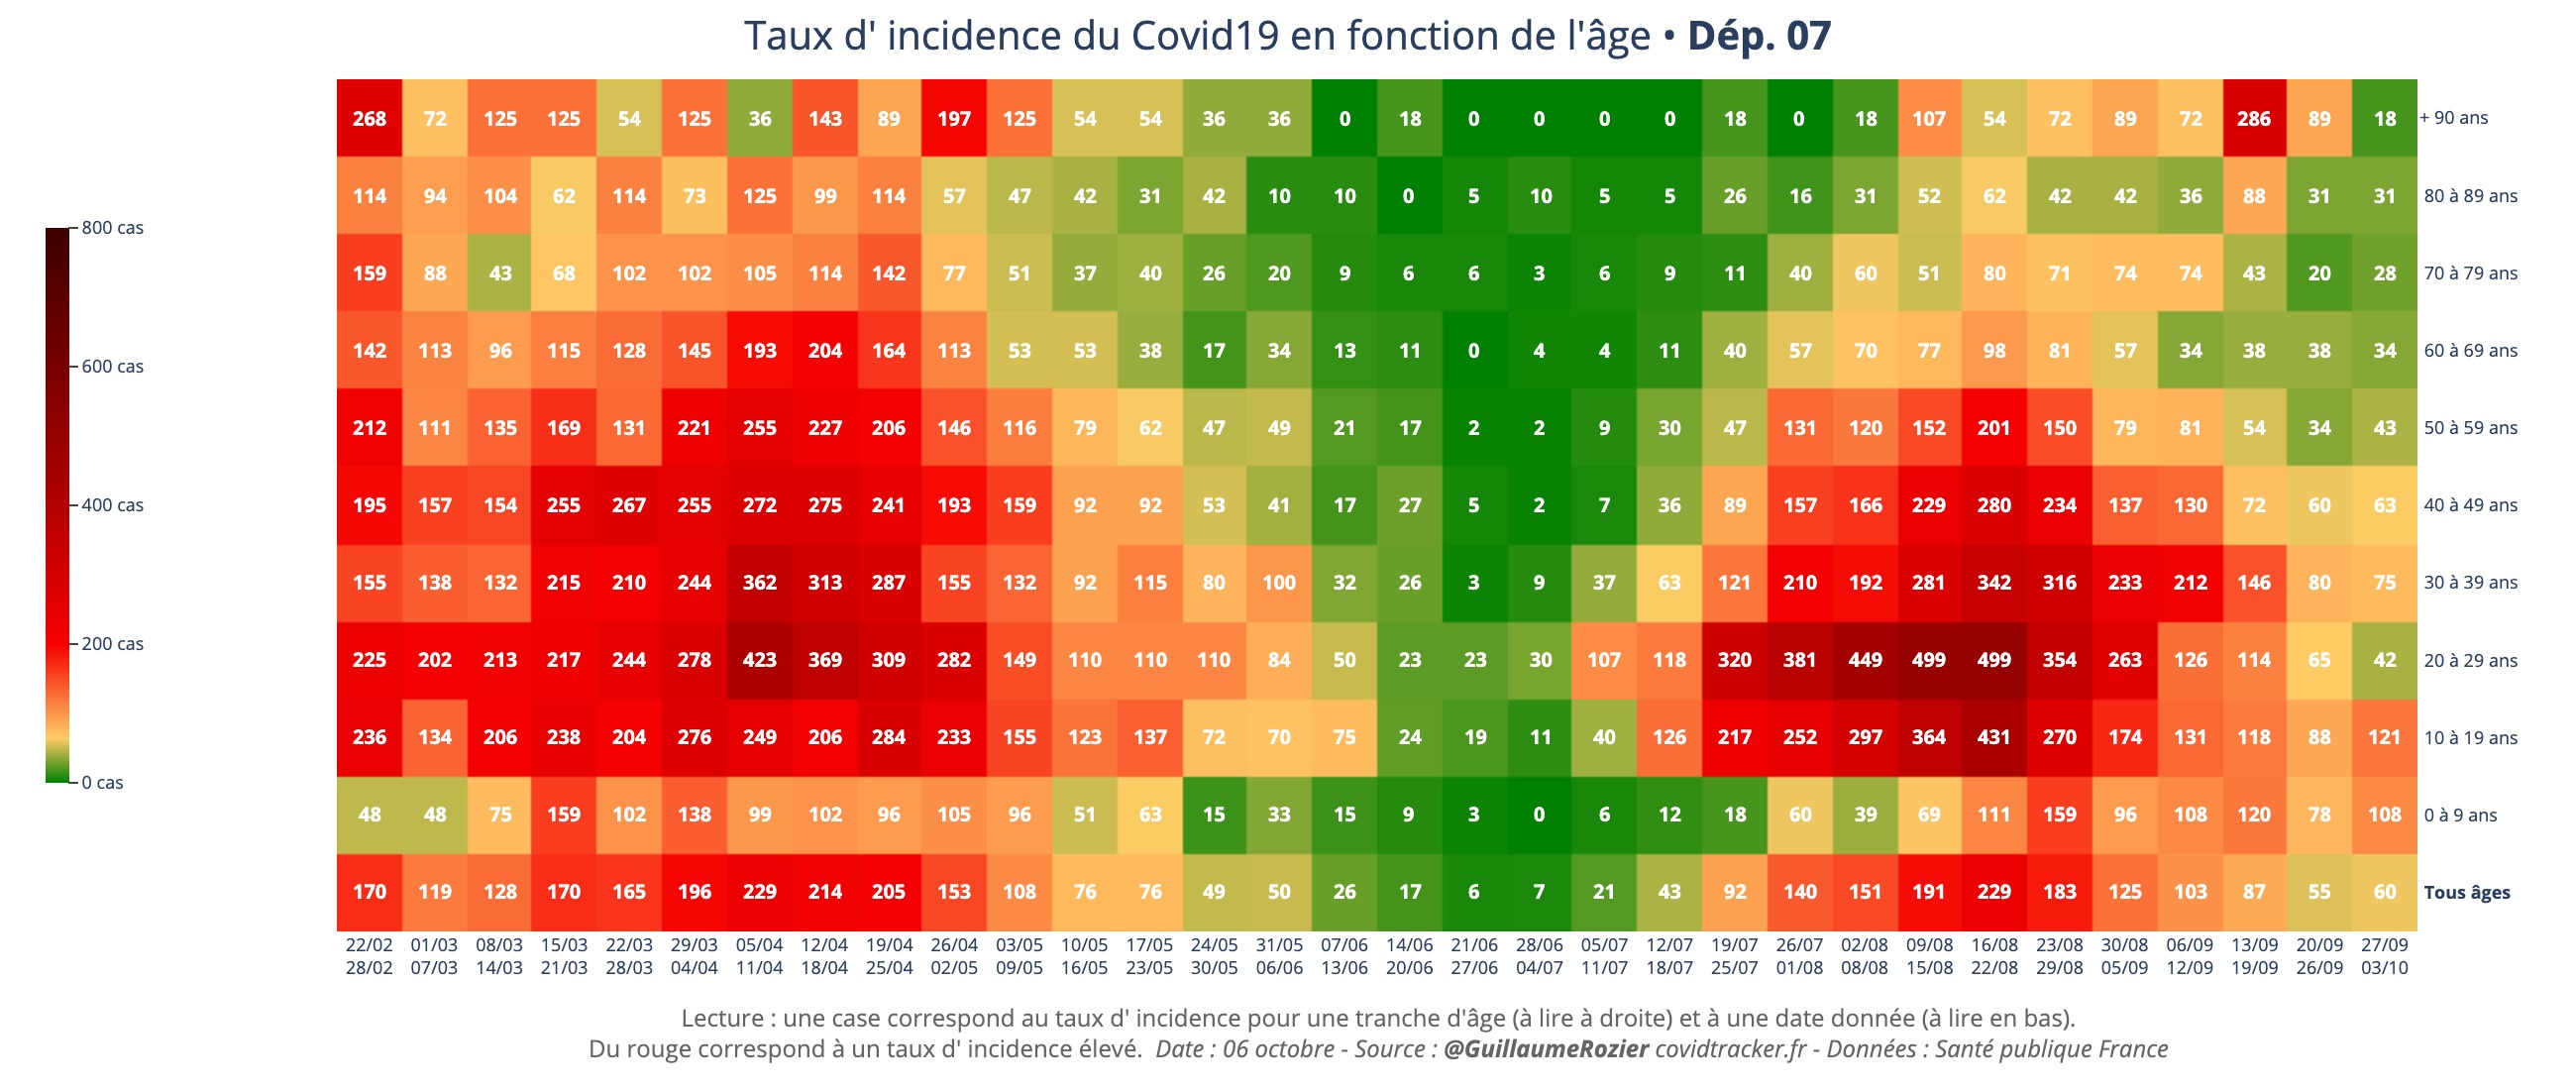 Taux d' incidence du Covid19 en fonction de l'âge • Dép. 07
268 72 125 125 54 125 36 143 89 197 125 54 54 36 36 0 18 0 0 0 0 18 0 18 107 54 72 89 72 286 89 18 + 90 ans
114 94 104 62 114 73 125 99 114 57 47 42 31 42 10 10 0 5 10 5 5 26 16 31 52 62 42 42 36 88 31 31 80 à 89 ans
800 cas
159 88 43 68 102 102 105 114 142 77 51 37 40 26 20 9 6 6 3 6 9 11 40 60 51 80 71 74 74 43 20 28 70 à 79 ans
142 113 96 115 128 145 193 204 164 113 53 53 38 17 34 13 11 0 4 4 11 40 57 70 77 98 81 57 34 38 38 34 60 à 69 ans
600 cas
212 111 135 169 131 221 255 227 206 146 116 79 62 47 49 21 17 2 2 9 30 47 131 120 152 201 150 79 81 54 34 43 50 à 59 ans
400 cas
195 157 154 255 267 255 272 275 241 193 159 92 92 53 41 17 27 5 2 7 36 89 157 166 229 280 234 137 130 72 60 63 40 à 49 ans
155 138 132 215 210 244 362 313 287 155 132 92 115 80 100 32 26 3 9 37 63 121 210 192 281 342 316 233 212 146 80 75 30 à 39 ans
200 cas
225 202 213 217 244 278 423 369 309 282 149 110 110 110 84 50 23 23 30 107 118 320 381 449 499 499 354 263 126 114 65 42 20 à 29 ans
236 134 206 238 204 276 249 206 284 233 155 123 137 72 70 75 24 19 11 40 126 217 252 297 364 431 270 174 131 118 88 121 10 à 19 ans
0 cas
48 48 75 159 102 138 99 102 96 105 96 51 63 15 33 15 9 3 0 6 12 18 60 39 69 111 159 96 108 120 78 108 0 à 9 ans
170 119 128 170 165 196 229 214 205 153 108 76 76 49 50 26 17 6 7 21 43 92 140 151 191 229 183 125 103 87 55 60 Tous âges
22/02 01/03 08/03 15/03 22/03 29/03 05/04 12/04 19/04 26/04 03/05 10/05 17/05 24/05 31/05 07/06 14/06 21/06 28/06 05/07 12/07 19/07 26/07 02/08 09/08 16/08 23/08 30/08 06/09 13/09 20/09 27/09
28/02 07/03 14/03 21/03 28/03 04/04 11/04 18/04 25/04 02/05 09/05 16/05 23/05 30/05 06/06 13/06 20/06 27/06 04/07 11/07 18/07 25/07 01/08 08/08 15/08 22/08 29/08 05/09 12/09 19/09 26/09 03/10
Lecture : une case correspond au taux d' incidence pour une tranche d'âge (à lire à droite) et à une date donnée (à lire en bas).
Du rouge correspond à un taux d' incidence élevé. Date : 06 octobre - Source : @GuillaumeRozier covidtracker.fr - Données : Santé publique France